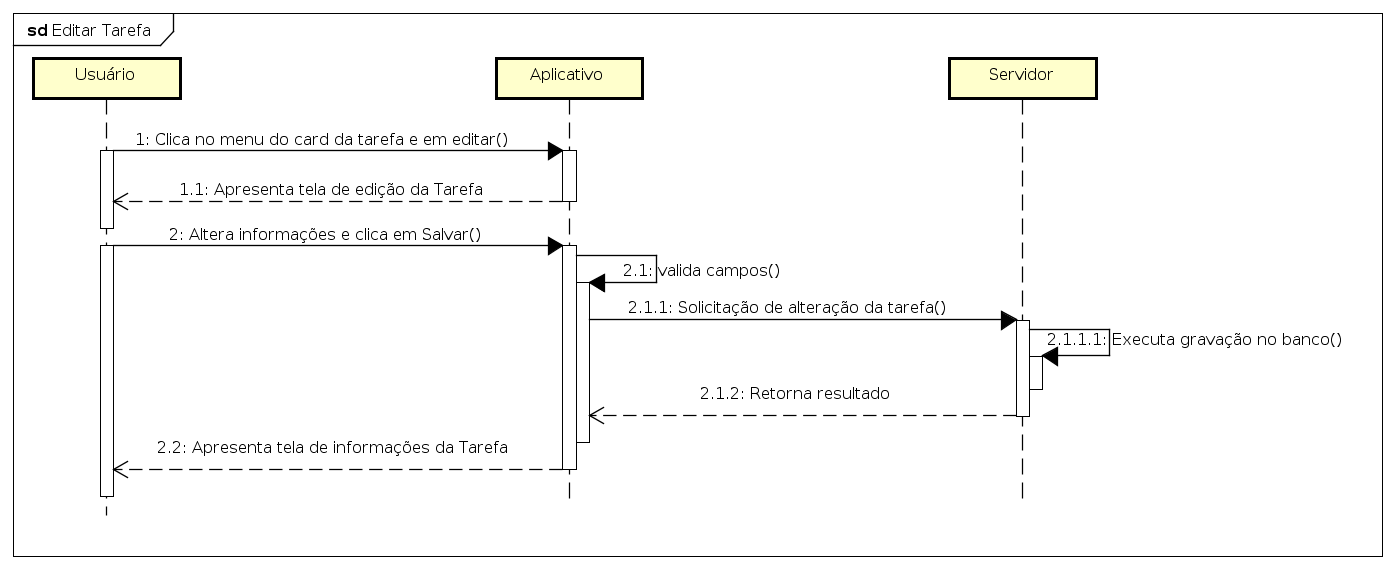 sd Editar Tarefa
Usuário
Aplicativo
Servidor
1: Clica no menu do card da tarefa e em editar()
1.1: Apresenta tela de edição da Tarefa
2: Altera informações e clica em Salvar()
2.1: valida campos()
2.1.1: Solicitação de alteração da tarefa()
2.1.1.1: Executa gravação no banco()
2.1.2: Retorna resultado
2.2: Apresenta tela de informações da Tarefa